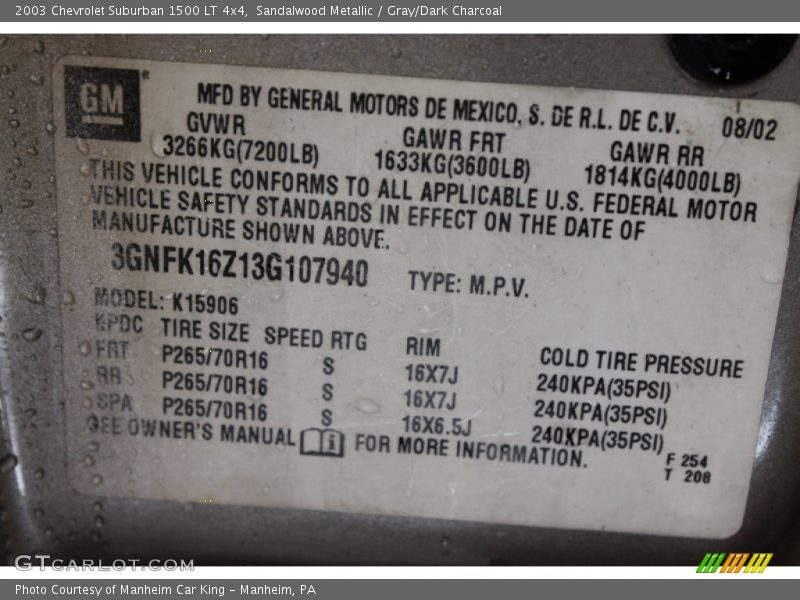 2003 Chevrolet Suburban 1500 LT 4x4, Sandalwood Metallic / Gray/Dark Charcoal
GM
MFD BY GENERAL MOTORS DE MEXICO, S. DE R.L. DE C.V. 08/02
GVWR GAWR FRT GAWR RR
3266KG(7200LB) 1633KG(3600LB) 1814KG(4000LB)
THIS VEHICLE CONFORMS TO ALL APPLICABLE U.S. FEDERAL MOTOR
VEHICLE SAFETY STANDARDS IN EFFECT ON THE DATE OF
MANUFACTURE SHOWN ABOVE.
3GNFK16Z13G107940 TYPE: M.P.V.
MODEL: K15906
KPDC TIRE SIZE SPEED RTG RIM COLD TIRE PRESSURE
FRT P265/70R16 S 16X7J 240KPA(35PSI)
RR P265/70R16 S 16X7J 240KPA(35PSI)
SPA P265/70R16 S 16X6.5J 240KPA(35PSI)
SEE OWNER'S MANUAL i FOR MORE INFORMATION.
F 254
T 208
GTCARLOT.COM
Photo Courtesy of Manheim Car King – Manheim, PA